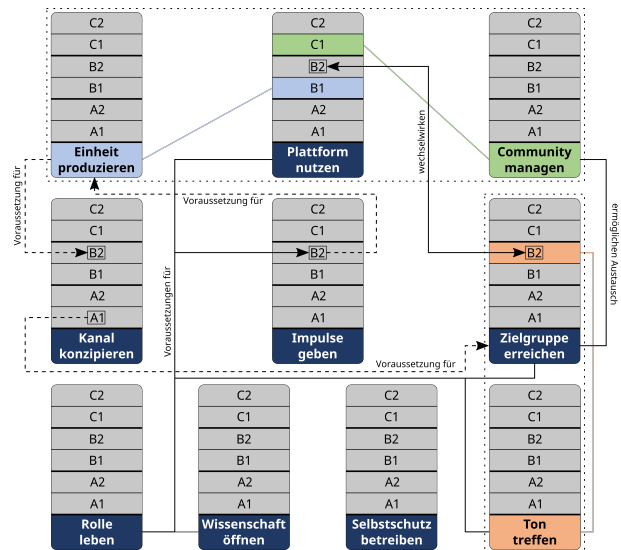 C2
C1
B2
B1
A2
A1
Einheit
produzieren
C2
C1
B2
B1
A2
A1
Plattform
nutzen
C2
C1
B2
B1
A2
A1
Community
managen
wechselwirken
Voraussetzung für
Voraussetzung für
ermöglichen Austausch
C2
C1
B2
B1
A2
A1
Kanal
konzipieren
Voraussetzungen für
C2
C1
B2
B1
A2
A1
Impulse
geben
C2
C1
B2
B1
A2
A1
Zielgruppe
erreichen
Voraussetzung für
C2
C1
B2
B1
A2
A1
Rolle
leben
C2
C1
B2
B1
A2
A1
Wissenschaft
öffnen
C2
C1
B2
B1
A2
A1
Selbstschutz
betreiben
C2
C1
B2
B1
A2
A1
Ton
treffen